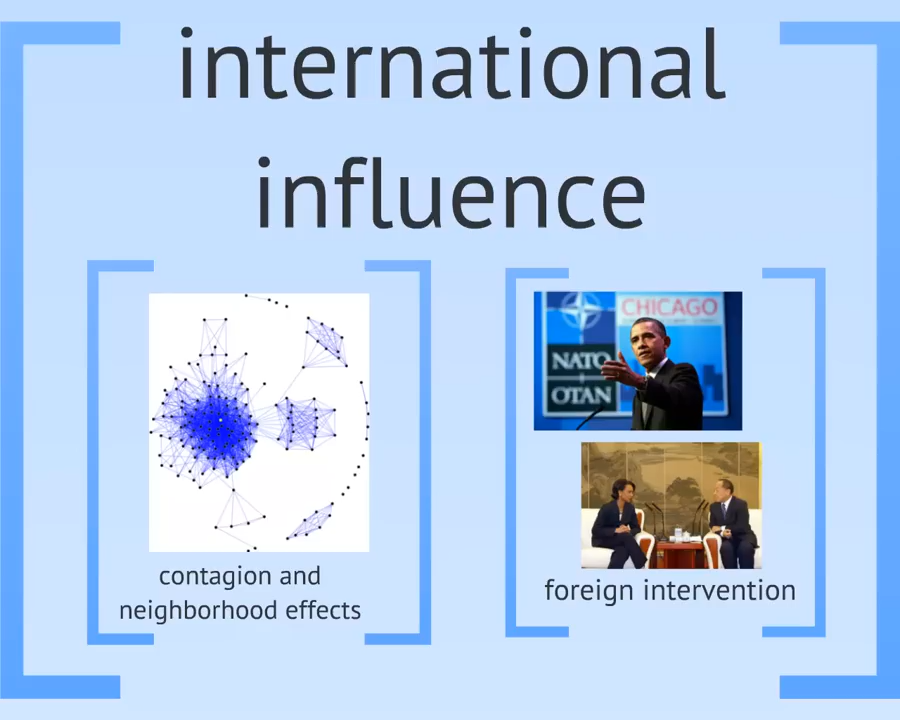 international
influence
CHICAGO
NATO
OTAN
contagion and
neighborhood effects
foreign intervention